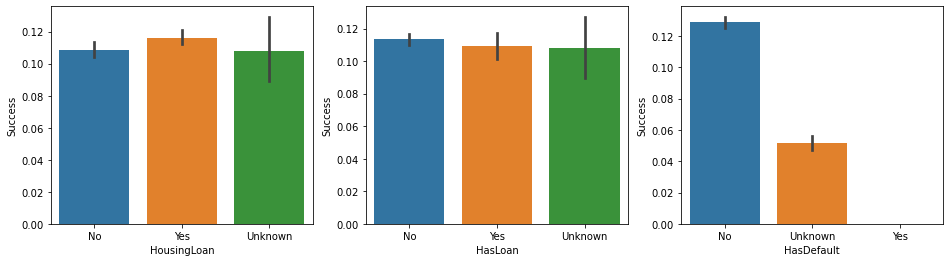 Success
0.12
0.10
0.08
0.06
0.04
0.02
0.00
No Yes Unknown
HousingLoan
Success
0.12
0.10
0.08
0.06
0.04
0.02
0.00
No Yes Unknown
HasLoan
Success
0.12
0.10
0.08
0.06
0.04
0.02
0.00
No Unknown Yes
HasDefault